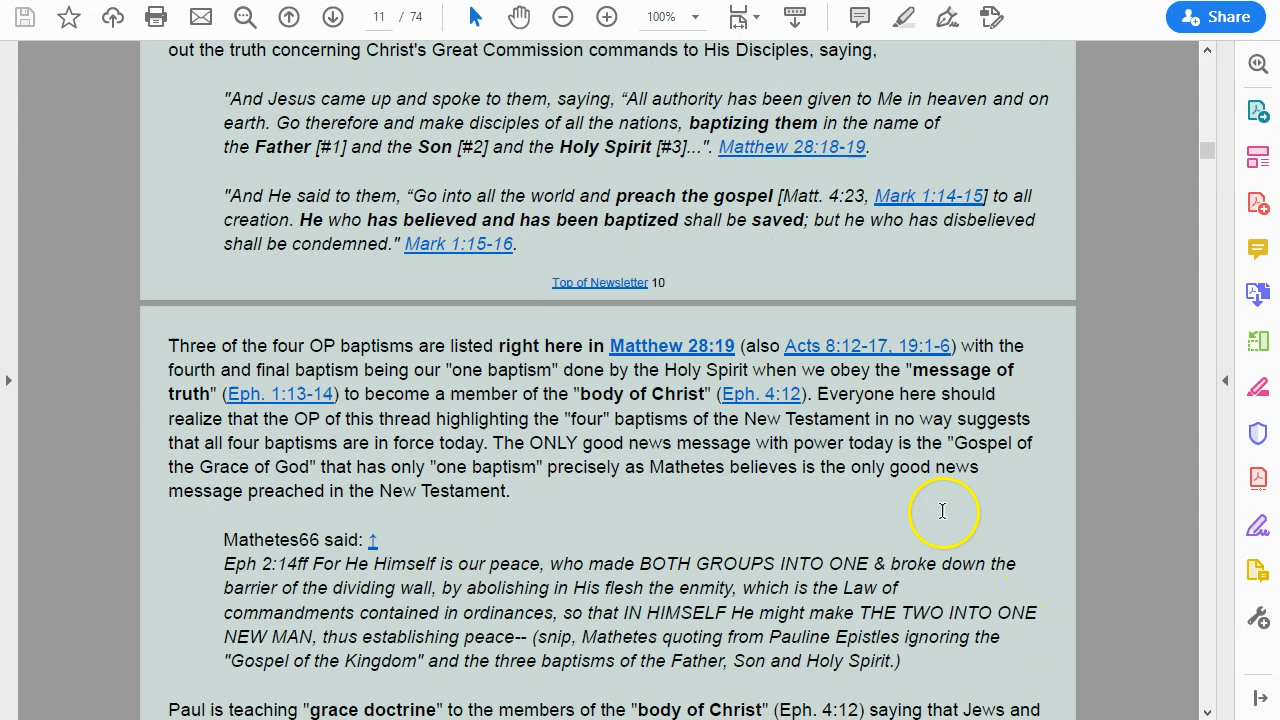 11 / 74
100%
Share
out the truth concerning Christ's Great Commission commands to His Disciples, saying,
"And Jesus came up and spoke to them, saying, “All authority has been given to Me in heaven and on
earth. Go therefore and make disciples of all the nations, baptizing them in the name of
the Father [#1] and the Son [#2] and the Holy Spirit [#3]...". Matthew 28:18-19.
"And He said to them, “Go into all the world and preach the gospel [Matt. 4:23, Mark 1:14-15] to all
creation. He who has believed and has been baptized shall be saved; but he who has disbelieved
shall be condemned." Mark 1:15-16.
Top of Newsletter 10
Three of the four OP baptisms are listed right here in Matthew 28:19 (also Acts 8:12-17, 19:1-6) with the
fourth and final baptism being our "one baptism" done by the Holy Spirit when we obey the "message of
truth" (Eph. 1:13-14) to become a member of the "body of Christ" (Eph. 4:12). Everyone here should
realize that the OP of this thread highlighting the "four" baptisms of the New Testament in no way suggests
that all four baptisms are in force today. The ONLY good news message with power today is the "Gospel of
the Grace of God" that has only "one baptism" precisely as Mathetes believes is the only good news
message preached in the New Testament.
Mathetes66 said: ↑
Eph 2:14ff For He Himself is our peace, who made BOTH GROUPS INTO ONE & broke down the
barrier of the dividing wall, by abolishing in His flesh the enmity, which is the Law of
commandments contained in ordinances, so that IN HIMSELF He might make THE TWO INTO ONE
NEW MAN, thus establishing peace-- (snip, Mathetes quoting from Pauline Epistles ignoring the
"Gospel of the Kingdom" and the three baptisms of the Father, Son and Holy Spirit.)
Paul is teaching "grace doctrine" to the members of the "body of Christ" (Eph. 4:12) saying that Jews and